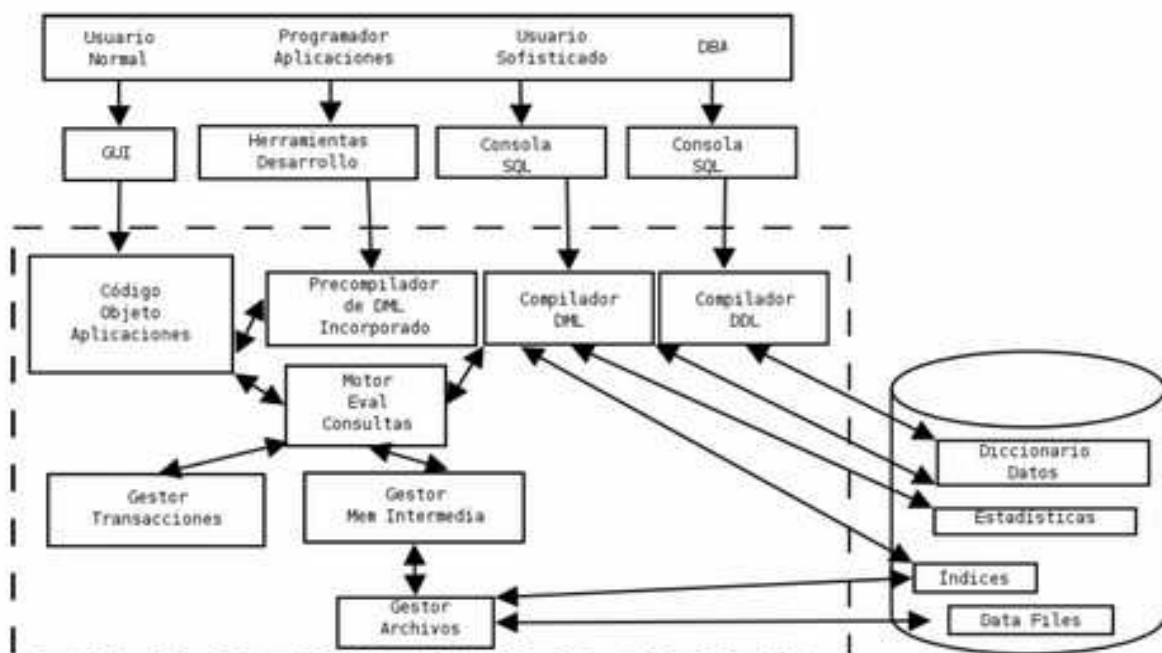 Usuario
Normal
Programador
Aplicaciones
Usuario
Sofisticado
DBA
GUI
Herramientas
Desarrollo
Consola
SQL
Consola
SQL
Código
Objeto
Aplicaciones
Precompilador
de DML
Incorporado
Compilador
DML
Compilador
DDL
Motor
Eval
Consultas
Gestor
Transacciones
Gestor
Mem Intermedia
Gestor
Archivos
Diccionario
Datos
Estadísticas
Índices
Data Files